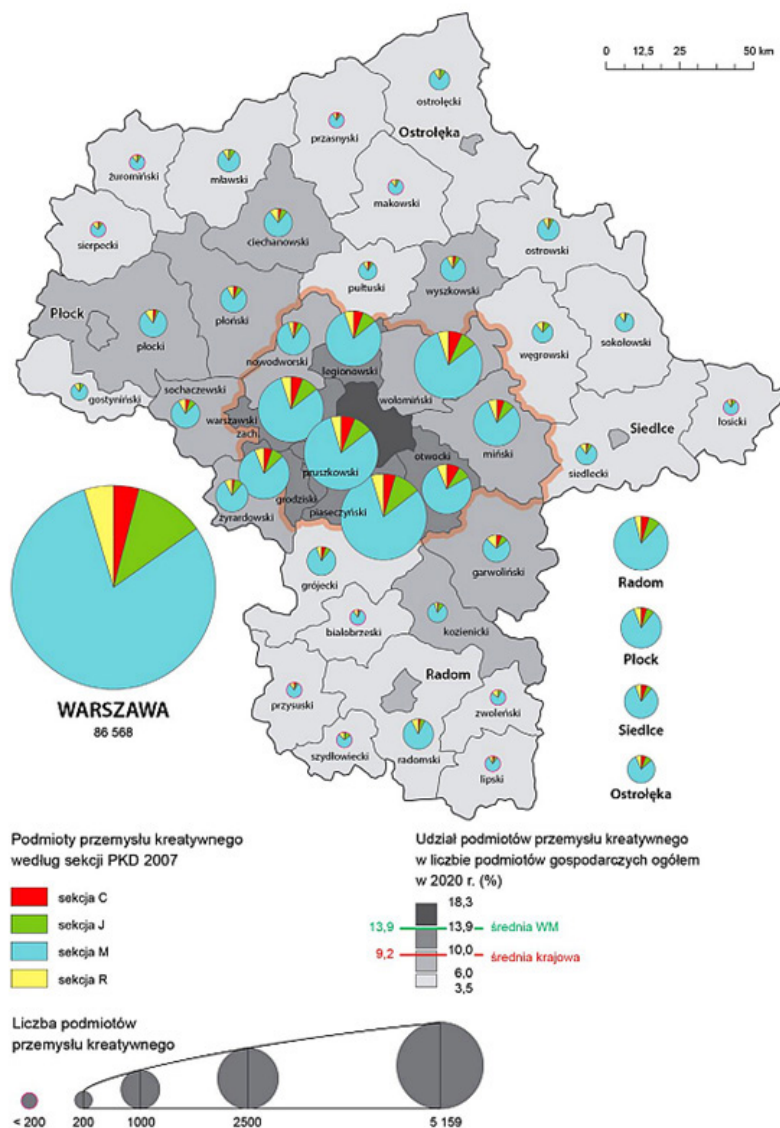 0 12,5 25 50 km
ostrołęcki
Ostrołęka
przasnyski
żuromiński
mławski
makowski
sierpecki
ciechanowski
ostrowski
pułtuski
wyszkowski
Płock
płoński
płocki
nowodworski
legionowski
węgrowski
sokołowski
gostyniński
sochaczewski
wołomiński
warszawski
zach.
miński
Siedlce
łosicki
siedlecki
pruszkowski
otwocki
grodziski
piaseczyński
żyrardowski
garwoliński
grójecki
białobrzeski
kozienicki
Radom
przysuski
zwoleński
szydłowiecki
radomski
lipski
WARSZAWA
86 568
Radom
Płock
Siedlce
Ostrołęka
Podmioty przemysłu kreatywnego
według sekcji PKD 2007
sekcja C
sekcja J
sekcja M
sekcja R
Udział podmiotów przemysłu kreatywnego
w liczbie podmiotów gospodarczych ogółem
w 2020 r. (%)
18,3
13,9 13,9 średnia WM
10,0
9,2 średnia krajowa
6,0
3,5
Liczba podmiotów
przemysłu kreatywnego
< 200 200 1000 2500 5 159